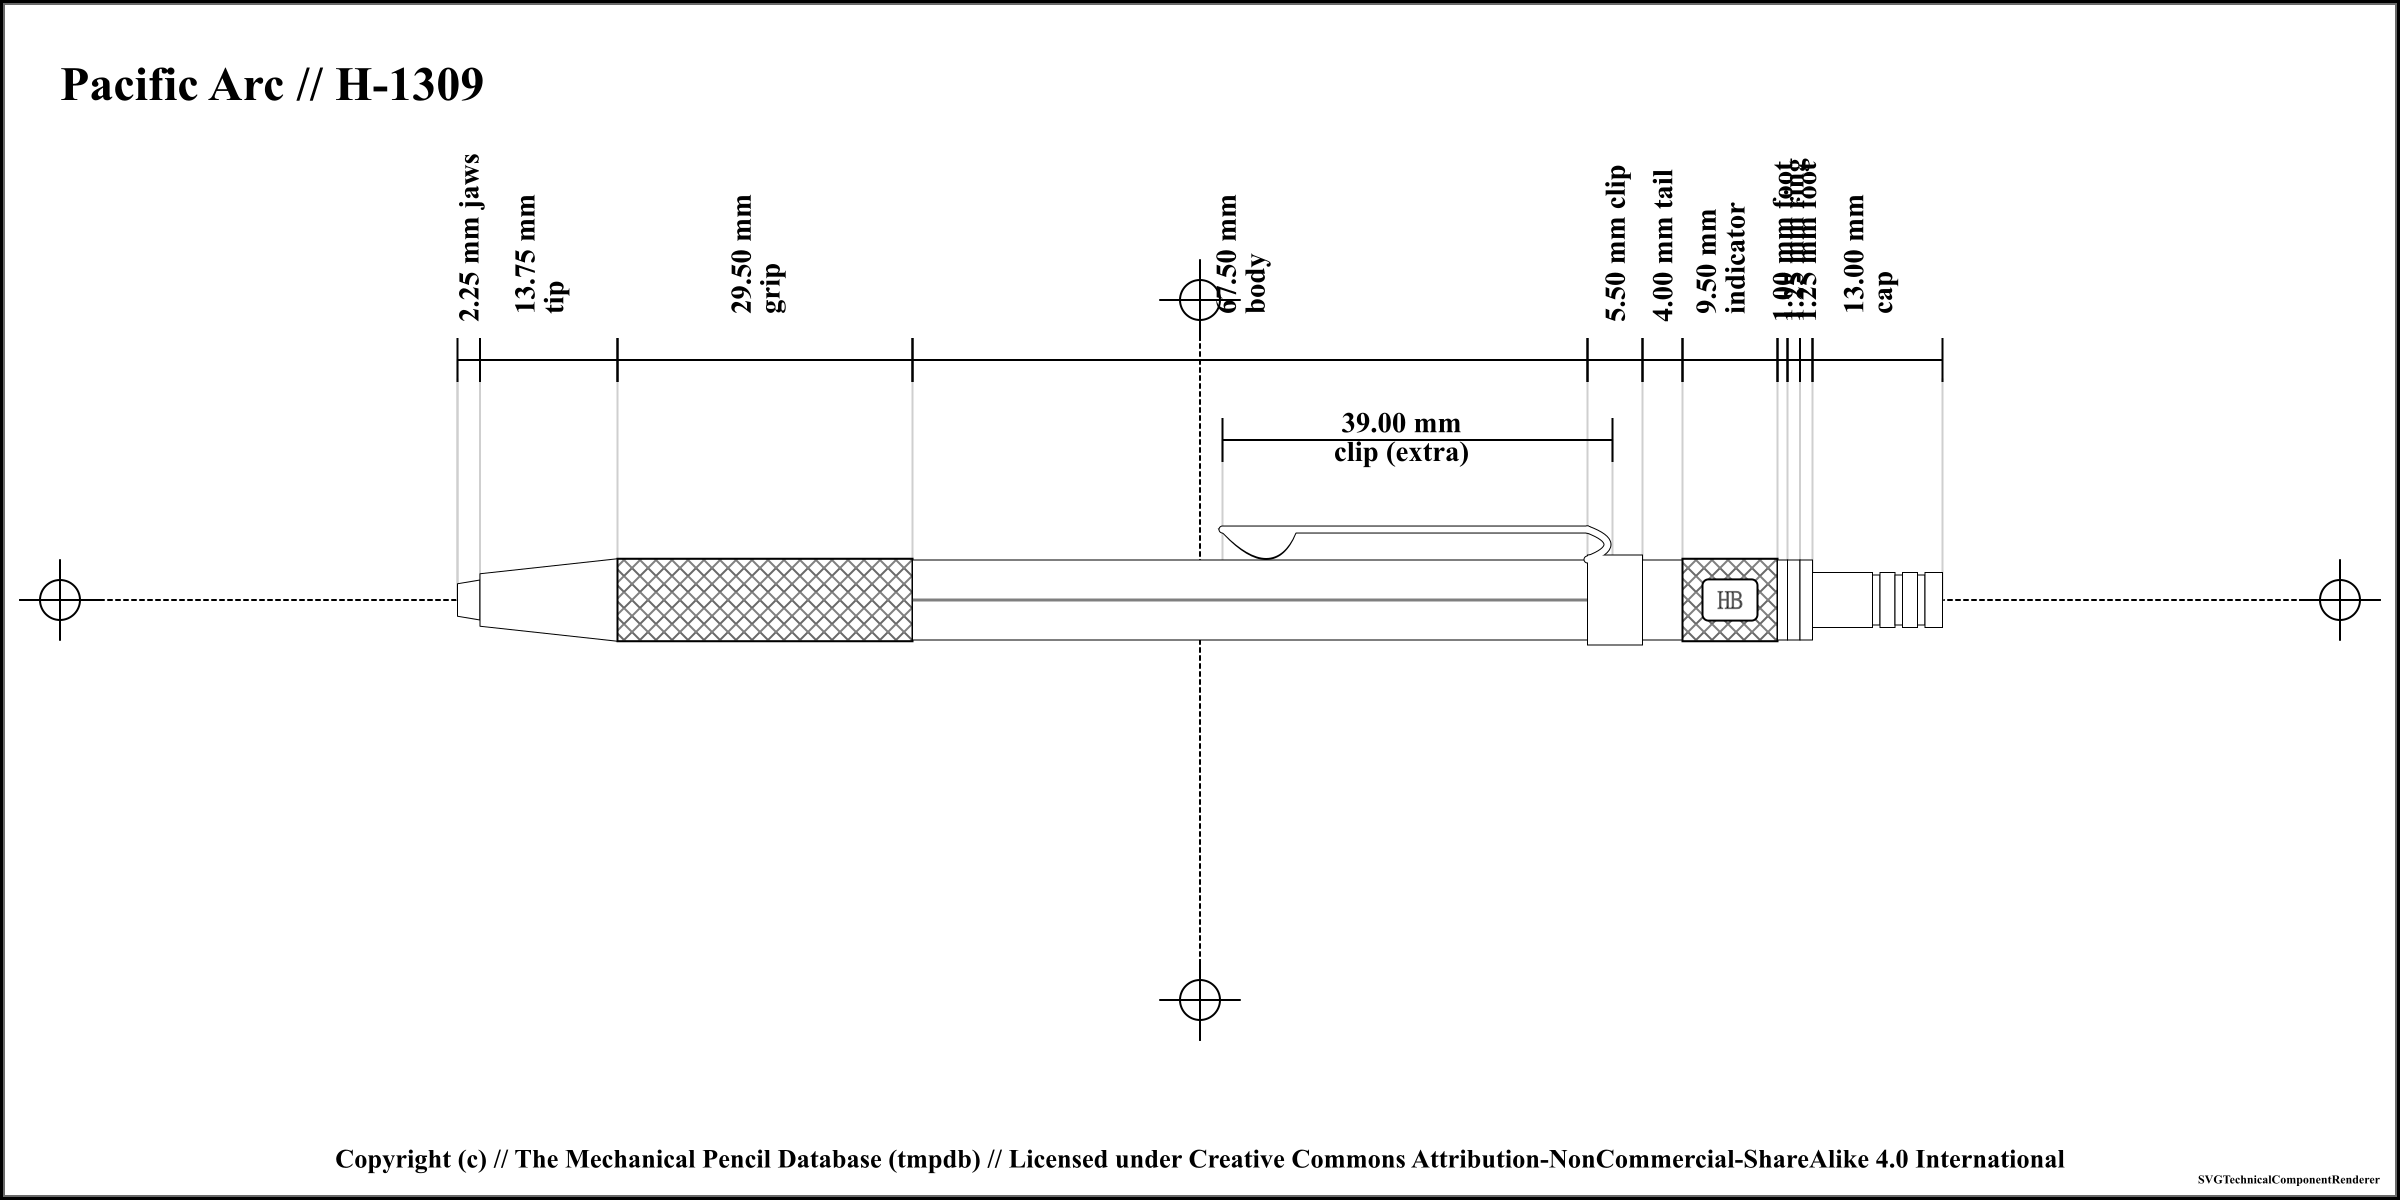 Pacific Arc // H-1309
2.25 mm jaws
13.75 mm
tip
29.50 mm
grip
67.50 mm
body
5.50 mm clip
4.00 mm tail
9.50 mm
indicator
1.00 mm foot
1.25 mm ring
1.25 mm foot
13.00 mm
cap
39.00 mm
clip (extra)
HB
Copyright (c) // The Mechanical Pencil Database (tmpdb) // Licensed under Creative Commons Attribution-NonCommercial-ShareAlike 4.0 International
SVGTechnicalComponentRenderer